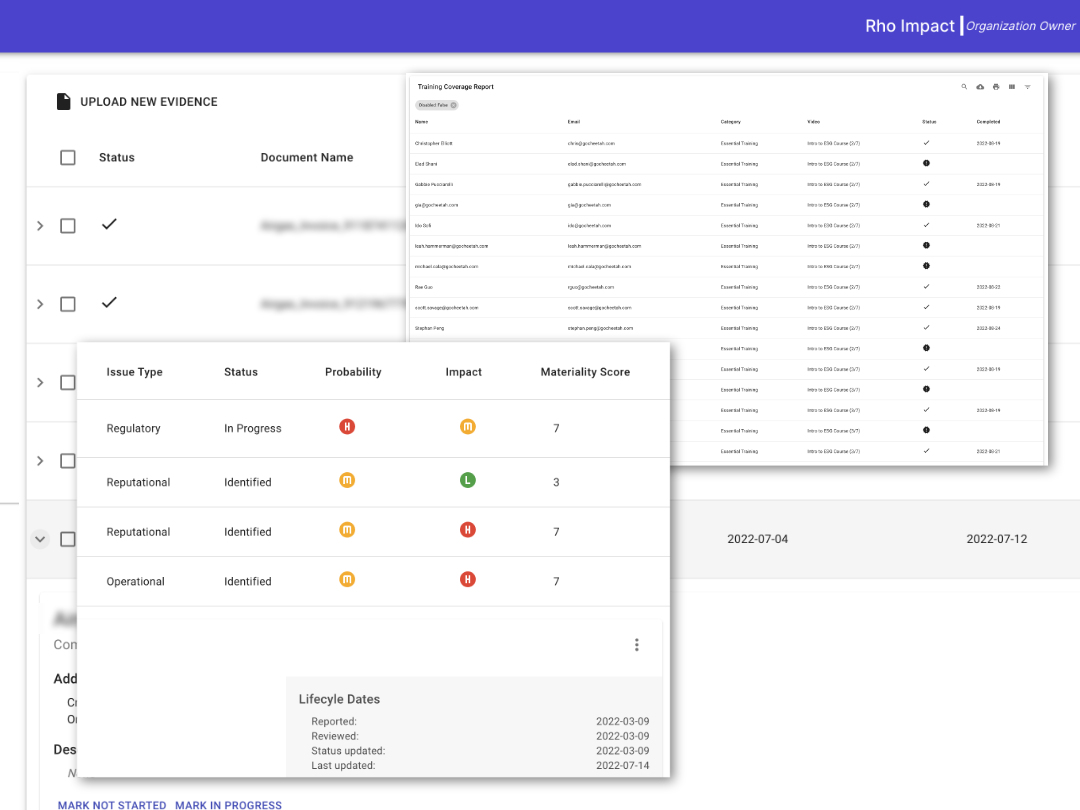 Rho Impact Organization Owner
UPLOAD NEW EVIDENCE
Status Document Name
Training Coverage Report
Disabled: False
Name Email Category Video Status Completed
Christopher Elliott chris@gocheetah.com Essential Training Intro to ESG Course (2/7) 2022-08-19
Elad Shani elad.shani@gocheetah.com Essential Training Intro to ESG Course (2/7)
Gabbie Pucciarelli gabbie.pucciarelli@gocheetah.com Essential Training Intro to ESG Course (2/7) 2022-08-19
gia@gocheetah.com gia@gocheetah.com Essential Training Intro to ESG Course (2/7)
Ido Safi ido@gocheetah.com Essential Training Intro to ESG Course (2/7) 2022-08-21
leah.hammerman@gocheetah.com leah.hammerman@gocheetah.com Essential Training Intro to ESG Course (2/7)
michael.cala@gocheetah.com michael.cala@gocheetah.com Essential Training Intro to ESG Course (2/7)
Rae Guo rguo@gocheetah.com Essential Training Intro to ESG Course (2/7) 2022-08-22
scott.savage@gocheetah.com scott.savage@gocheetah.com Essential Training Intro to ESG Course (2/7) 2022-08-19
Stephan Peng stephan.peng@gocheetah.com Essential Training Intro to ESG Course (2/7) 2022-08-24
Essential Training Intro to ESG Course (2/7)
Essential Training Intro to ESG Course (3/7) 2022-08-19
Essential Training Intro to ESG Course (3/7)
Essential Training Intro to ESG Course (3/7) 2022-08-19
Essential Training Intro to ESG Course (3/7)
Essential Training Intro to ESG Course (3/7) 2022-08-21
Issue Type Status Probability Impact Materiality Score
Regulatory In Progress H M 7
Reputational Identified M L 3
Reputational Identified M H 7
Operational Identified M H 7
2022-07-04 2022-07-12
Lifecyle Dates
Reported: 2022-03-09
Reviewed: 2022-03-09
Status updated: 2022-03-09
Last updated: 2022-07-14
MARK NOT STARTED MARK IN PROGRESS